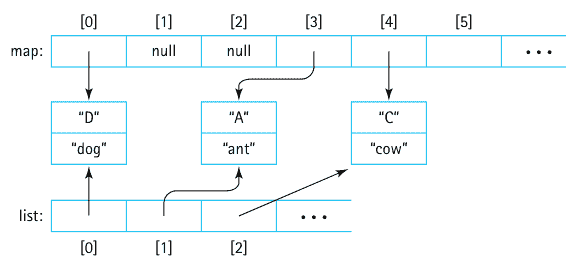 [0] [1] [2] [3] [4] [5]
map: null null • • •
"D" "A" "C"
"dog" "ant" "cow"
list: • • •
[0] [1] [2]